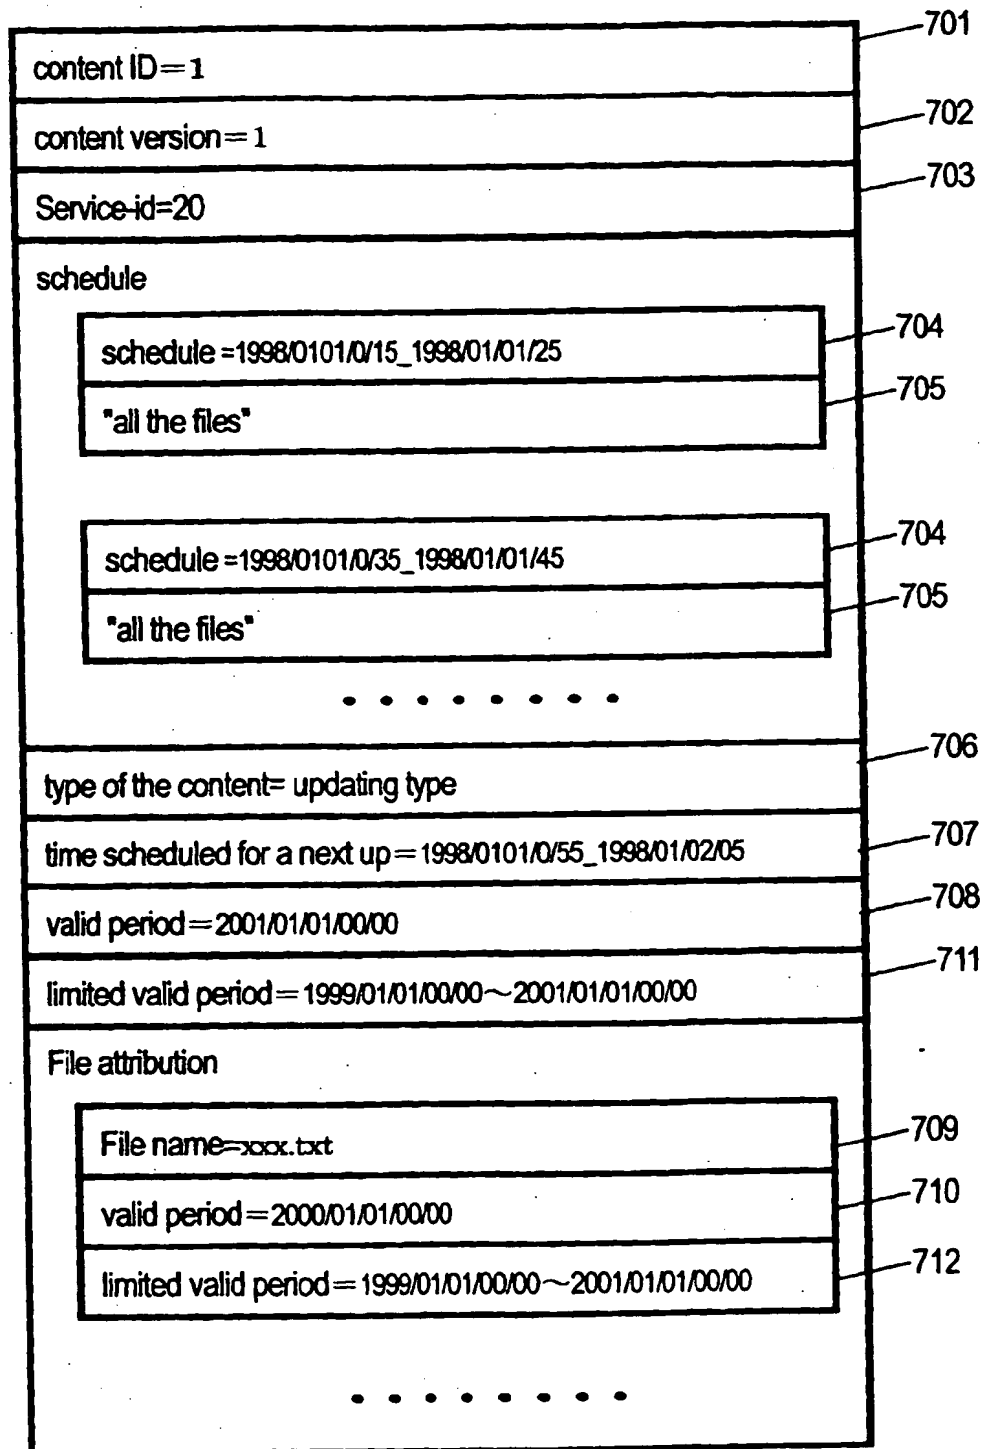 701
content ID=1
702
content version=1
703
Service-id=20
schedule
704
schedule =1998/0101/0/15_1998/01/01/25
705
"all the files"
704
schedule =1998/0101/0/35_1998/01/01/45
705
"all the files"
706
type of the content= updating type
707
time scheduled for a next up=1998/0101/0/55_1998/01/02/05
708
valid period=2001/01/01/00/00
711
limited valid period=1999/01/01/00/00~2001/01/01/00/00
File attribution
709
File name=xxx.txt
710
valid period=2000/01/01/00/00
712
limited valid period=1999/01/01/00/00~2001/01/01/00/00